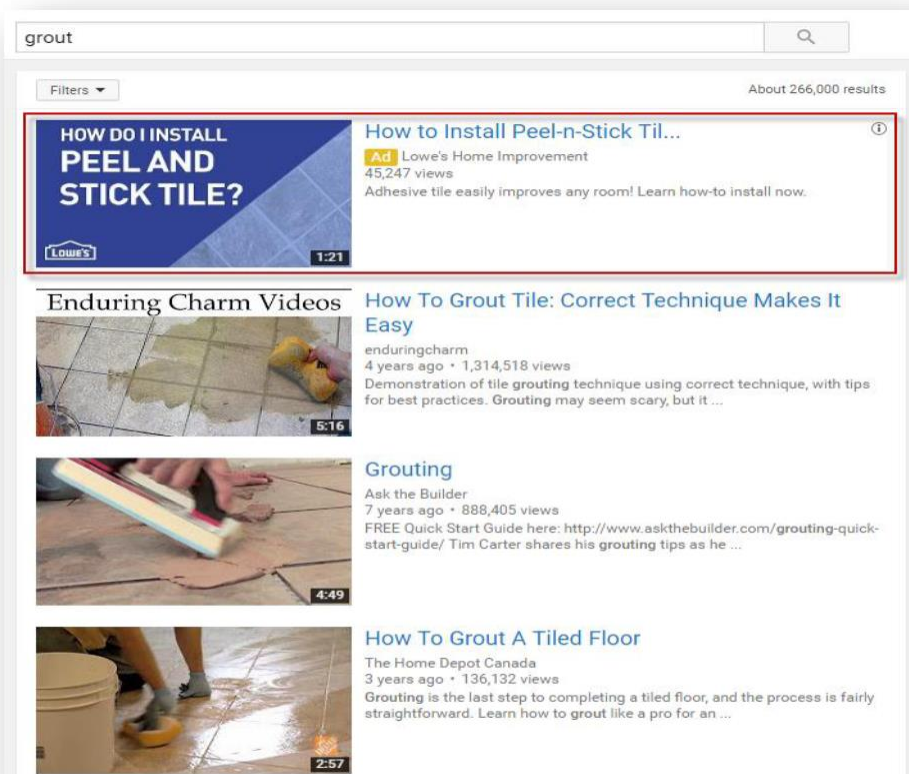 grout
Filters
About 266,000 results
HOW DO I INSTALL
PEEL AND
STICK TILE?
Lowe's
1:21
How to Install Peel-n-Stick Til...
Ad Lowe's Home Improvement
45,247 views
Adhesive tile easily improves any room! Learn how-to install now.
Enduring Charm Videos
5:16
How To Grout Tile: Correct Technique Makes It
Easy
enduringcharm
4 years ago • 1,314,518 views
Demonstration of tile grouting technique using correct technique, with tips
for best practices. Grouting may seem scary, but it ...
4:49
Grouting
Ask the Builder
7 years ago • 888,405 views
FREE Quick Start Guide here: http://www.askthebuilder.com/grouting-quick-
start-guide/ Tim Carter shares his grouting tips as he ...
2:57
How To Grout A Tiled Floor
The Home Depot Canada
3 years ago • 136,132 views
Grouting is the last step to completing a tiled floor, and the process is fairly
straightforward. Learn how to grout like a pro for an ...